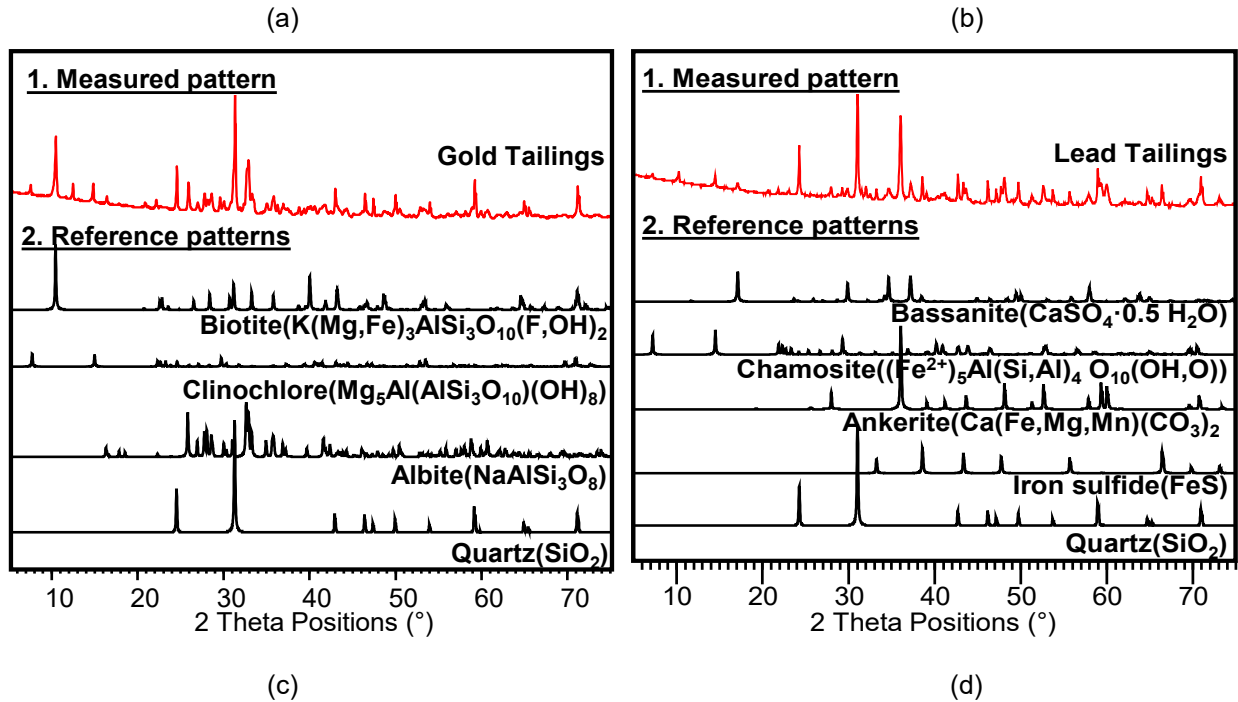 (a)
(b)
1. Measured pattern
Gold Tailings
2. Reference patterns
Biotite(K(Mg,Fe)₃AlSi₃O₁₀(F,OH)₂
Clinochlore(Mg₅Al(AlSi₃O₁₀)(OH)₈)
Albite(NaAlSi₃O₈)
Quartz(SiO₂)
10 20 30 40 50 60 70
2 Theta Positions (°)
(c)
1. Measured pattern
Lead Tailings
2. Reference patterns
Bassanite(CaSO₄·0.5 H₂O)
Chamosite((Fe²⁺)₅Al(Si,Al)₄ O₁₀(OH,O))
Ankerite(Ca(Fe,Mg,Mn)(CO₃)₂
Iron sulfide(FeS)
Quartz(SiO₂)
10 20 30 40 50 60 70
2 Theta Positions (°)
(d)